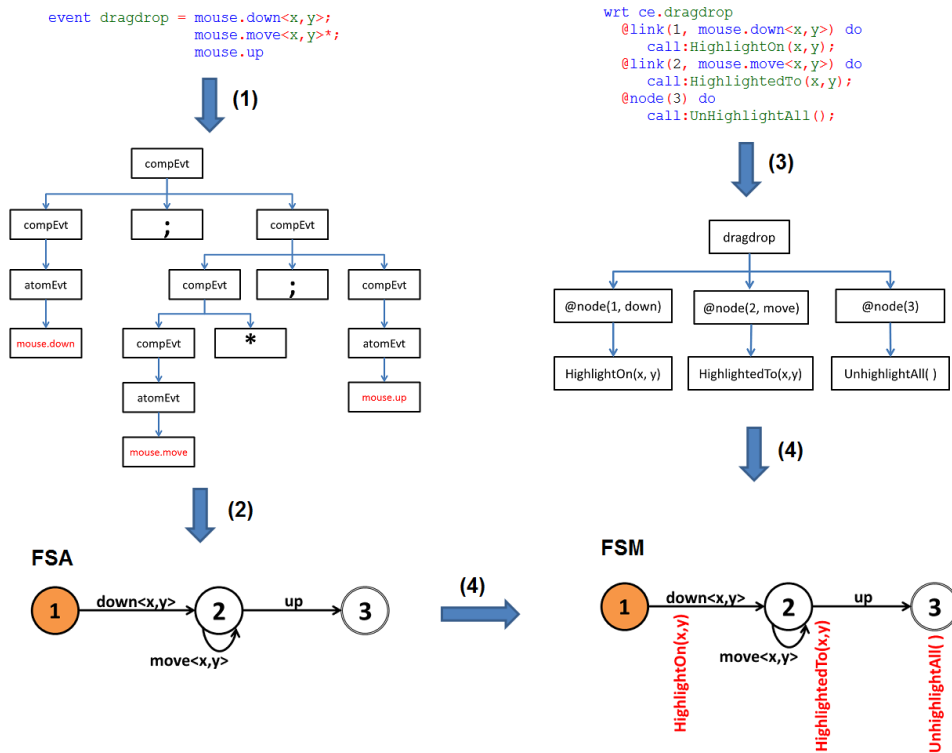 event dragdrop = mouse.down<x,y>;
mouse.move<x,y>*;
mouse.up
(1)
compEvt
compEvt
;
compEvt
atomEvt
compEvt
;
compEvt
mouse.down
compEvt
*
atomEvt
atomEvt
mouse.up
mouse.move
(2)
wrt ce.dragdrop
@link(1, mouse.down<x,y>) do
call:HighlightOn(x,y);
@link(2, mouse.move<x,y>) do
call:HighlightedTo(x,y);
@node(3) do
call:UnHighlightAll();
(3)
dragdrop
@node(1, down)
@node(2, move)
@node(3)
HighlightOn(x, y)
HighlightedTo(x,y)
UnhighlightAll( )
(4)
FSA
1
down<x,y>
2
up
3
move<x,y>
(4)
FSM
1
down<x,y>
2
up
3
move<x,y>
HighlightOn(x,y)
HighlightedTo(x,y)
UnhighlightAll( )